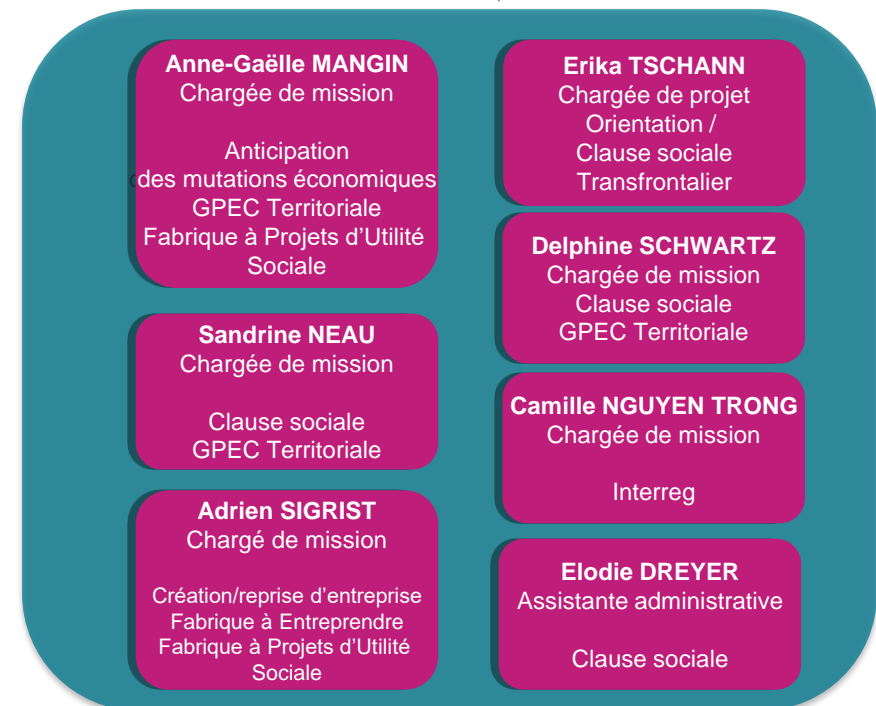 Anne-Gaëlle MANGIN
Chargée de mission
Anticipation
des mutations économiques
GPEC Territoriale
Fabrique à Projets d'Utilité
Sociale
Sandrine NEAU
Chargée de mission
Clause sociale
GPEC Territoriale
Adrien SIGRIST
Chargé de mission
Création/reprise d'entreprise
Fabrique à Entreprendre
Fabrique à Projets d'Utilité
Sociale
Erika TSCHANN
Chargée de projet
Orientation /
Clause sociale
Transfrontalier
Delphine SCHWARTZ
Chargée de mission
Clause sociale
GPEC Territoriale
Camille NGUYEN TRONG
Chargée de mission
Interreg
Elodie DREYER
Assistante administrative
Clause sociale